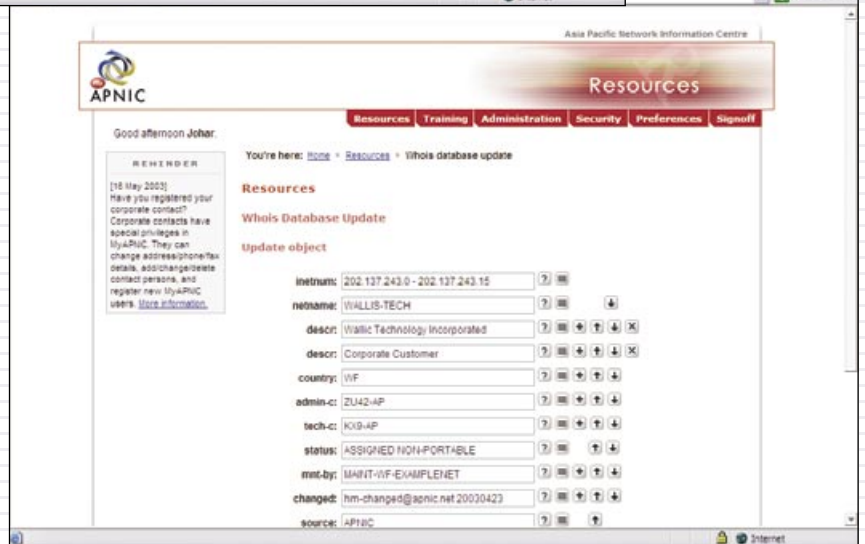 Asia Pacific Network Information Centre
APNIC
Resources
Resources Training Administration Security Preferences Signoff
Good afternoon Johar.
REMINDER
[16 May 2003]
Have you registered your
corporate contact?
Corporate contacts have
special privileges in
MyAPNIC. They can
change address/phone/fax
details, add/change/delete
contact persons, and
register new MyAPNIC
users. More information.
You're here: Home Resources Whois database update
Resources
Whois Database Update
Update object
inetnum: 202.137.243.0 - 202.137.243.15
netname: WALLIS-TECH
descr: Wallic Technology Incorporated
descr: Corporate Customer
country: WF
admin-c: ZU42-AP
tech-c: KX9-AP
status: ASSIGNED NON-PORTABLE
mnt-by: MAINT-WF-EXAMPLENET
changed: hm-changed@apnic.net 20030423
source: APNIC
Internet